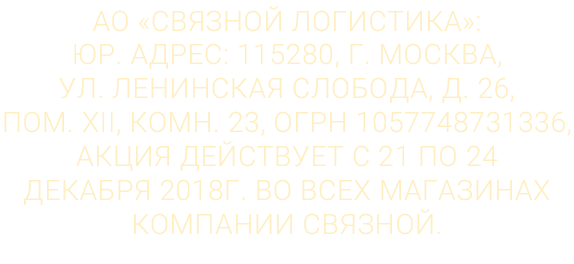 АО «СВЯЗНОЙ ЛОГИСТИКА»:
ЮР. АДРЕС: 115280, Г. МОСКВА,
УЛ. ЛЕНИНСКАЯ СЛОБОДА, Д. 26,
ПОМ. XII, КОМН. 23, ОГРН 1057748731336,
АКЦИЯ ДЕЙСТВУЕТ С 21 ПО 24
ДЕКАБРЯ 2018Г. ВО ВСЕХ МАГАЗИНАХ
КОМПАНИИ СВЯЗНОЙ.